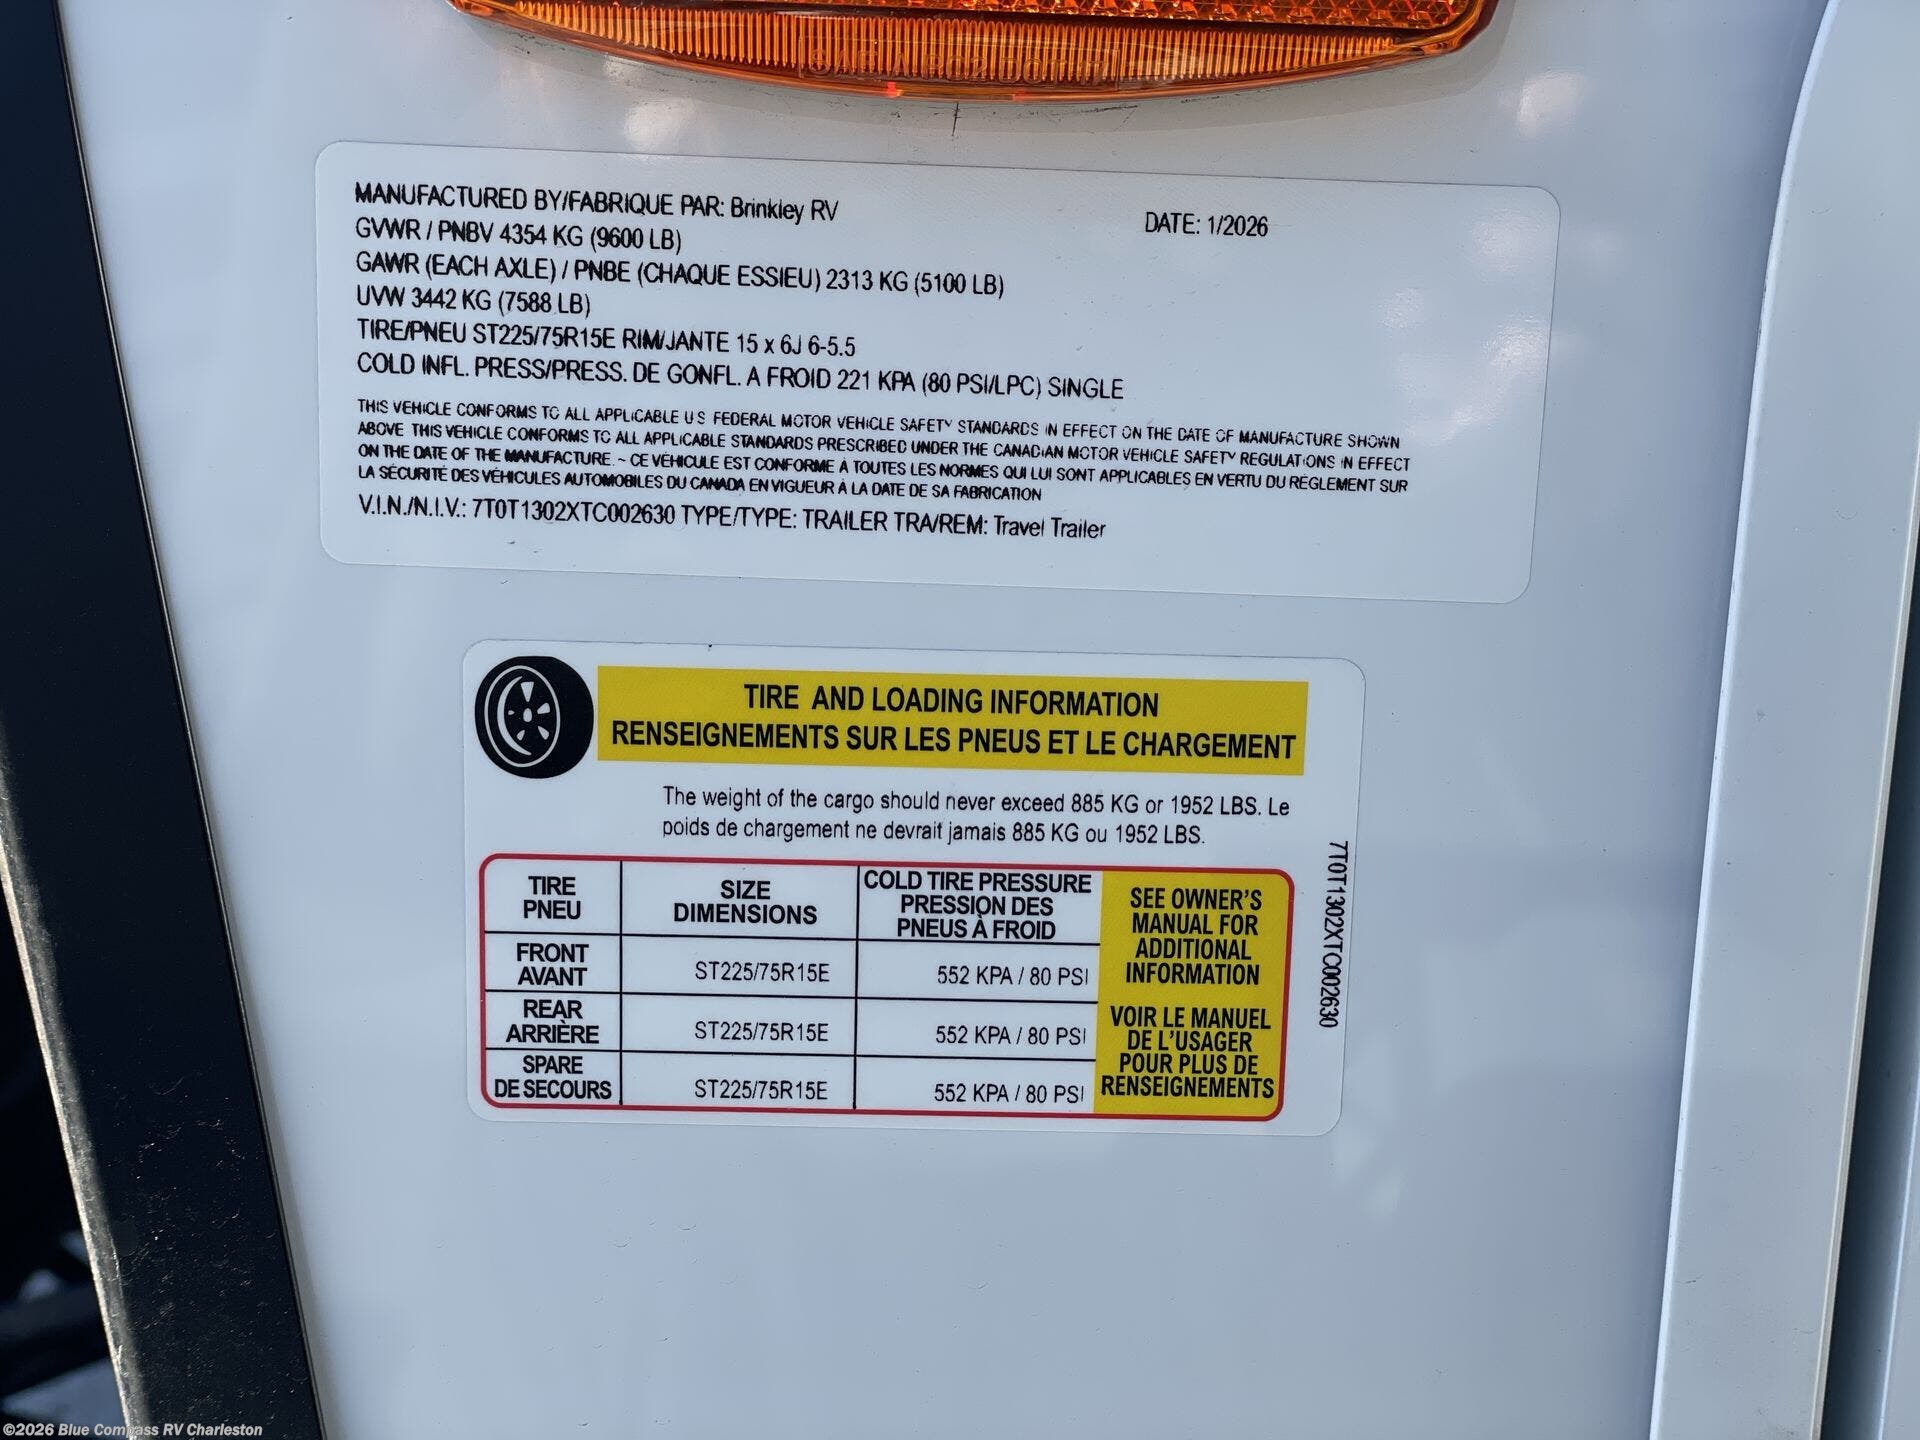 MANUFACTURED BY/FABRIQUE PAR: Brinkley RV DATE: 1/2026
GVWR / PNBV 4354 KG (9600 LB)
GAWR (EACH AXLE) / PNBE (CHAQUE ESSIEU) 2313 KG (5100 LB)
UVW 3442 KG (7588 LB)
TIRE/PNEU ST225/75R15E RIM/JANTE 15 x 6J 6-5.5
COLD INFL. PRESS/PRESS. DE GONFL. A FROID 221 KPA (80 PSI/LPC) SINGLE
THIS VEHICLE CONFORMS TO ALL APPLICABLE U S FEDERAL MOTOR VEHICLE SAFETY STANDARDS IN EFFECT ON THE DATE OF MANUFACTURE SHOWN
ABOVE THIS VEHICLE CONFORMS TO ALL APPLICABLE STANDARDS PRESCRIBED UNDER THE CANADIAN MOTOR VEHICLE SAFETY REGULATIONS IN EFFECT
ON THE DATE OF THE MANUFACTURE. ~ CE VÉHICULE EST CONFORME À TOUTES LES NORMES QUI LUI SONT APPLICABLES EN VERTU DU RÈGLEMENT SUR
LA SÉCURITÉ DES VÉHICULES AUTOMOBILES DU CANADA EN VIGUEUR À LA DATE DE SA FABRICATION
V.I.N./N.I.V.: 7T0T1302XTC002630 TYPE/TYPE: TRAILER TRA/REM: Travel Trailer
TIRE AND LOADING INFORMATION
RENSEIGNEMENTS SUR LES PNEUS ET LE CHARGEMENT
The weight of the cargo should never exceed 885 KG or 1952 LBS. Le
poids de chargement ne devrait jamais 885 KG ou 1952 LBS.
TIRE
PNEU
SIZE
DIMENSIONS
COLD TIRE PRESSURE
PRESSION DES
PNEUS À FROID
FRONT
AVANT
ST225/75R15E
552 KPA / 80 PSI
REAR
ARRIÈRE
ST225/75R15E
552 KPA / 80 PSI
SPARE
DE SECOURS
ST225/75R15E
552 KPA / 80 PSI
SEE OWNER'S
MANUAL FOR
ADDITIONAL
INFORMATION
VOIR LE MANUEL
DE L'USAGER
POUR PLUS DE
RENSEIGNEMENTS
7T0T1302XTC002630
©2026 Blue Compass RV Charleston